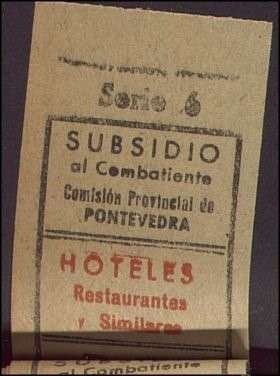 Serie 6
SUBSIDIO
al Combatiente
Comisión Provincial de
PONTEVEDRA
HOTELES
Restaurantes
y Similares
al Combatiente